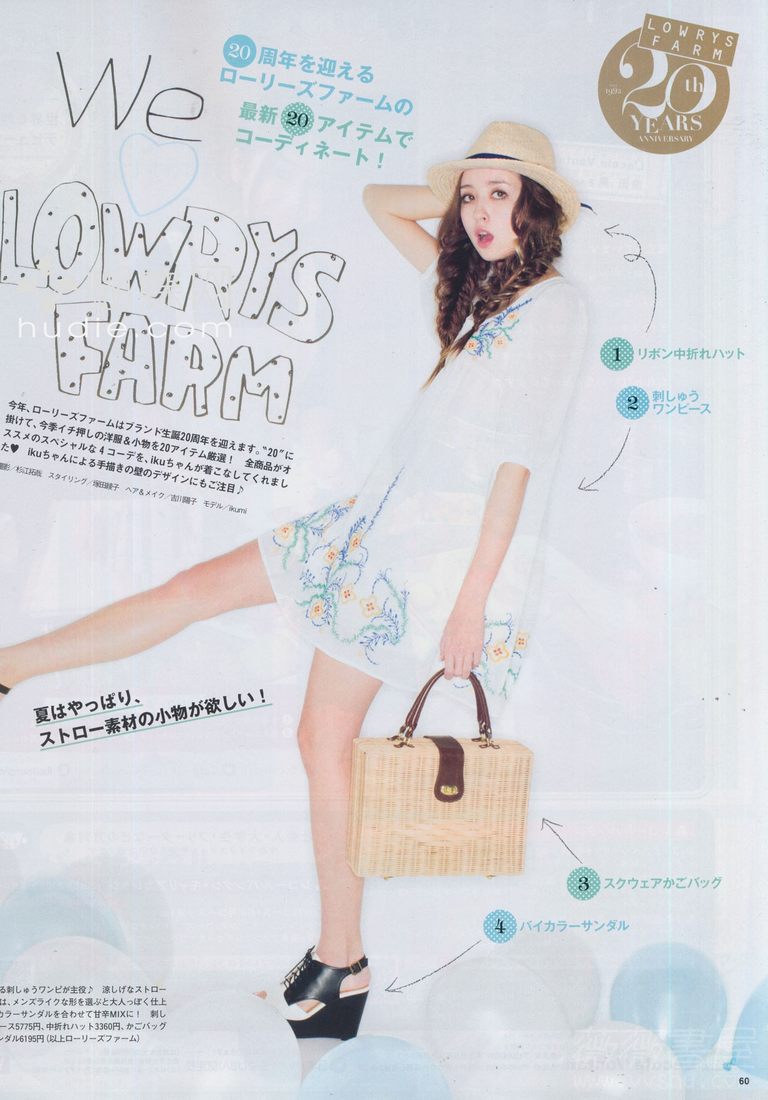 We
20周年を迎える
ローリーズファームの
最新20アイテムで
コーディネート！
LOWRYS
FARM
1992
20th
YEARS
ANNIVERSARY
LOWRYS
FARM
hudie.com
今年、ローリーズファームはブランド生誕20周年を迎えます。“20”に
掛けて、今季イチ押しの洋服＆小物を20アイテム厳選！ 全商品がオ
ススメのスペシャルな4コーデを、ikuちゃんが着こなしてくれまし
た♥ ikuちゃんによる手描きの壁のデザインにもご注目♪
撮影／杉江拓哉 スタイリング／塚田綾子 ヘア＆メイク／吉川陽子 モデル／ikumi
1 リボン中折れハット
2 刺しゅう
ワンピース
夏はやっぱり、
ストロー素材の小物が欲しい！
3 スクウェアかごバッグ
4 バイカラーサンダル
る刺しゅうワンピが主役♪ 涼しげなストロー
は、メンズライクな形を選ぶと大人っぽく仕上
カラーサンダルを合わせて甘辛MIXに！ 刺し
ース5775円、中折れハット3360円、かごバッグ
ンダル6195円（以上ローリーズファーム）
60